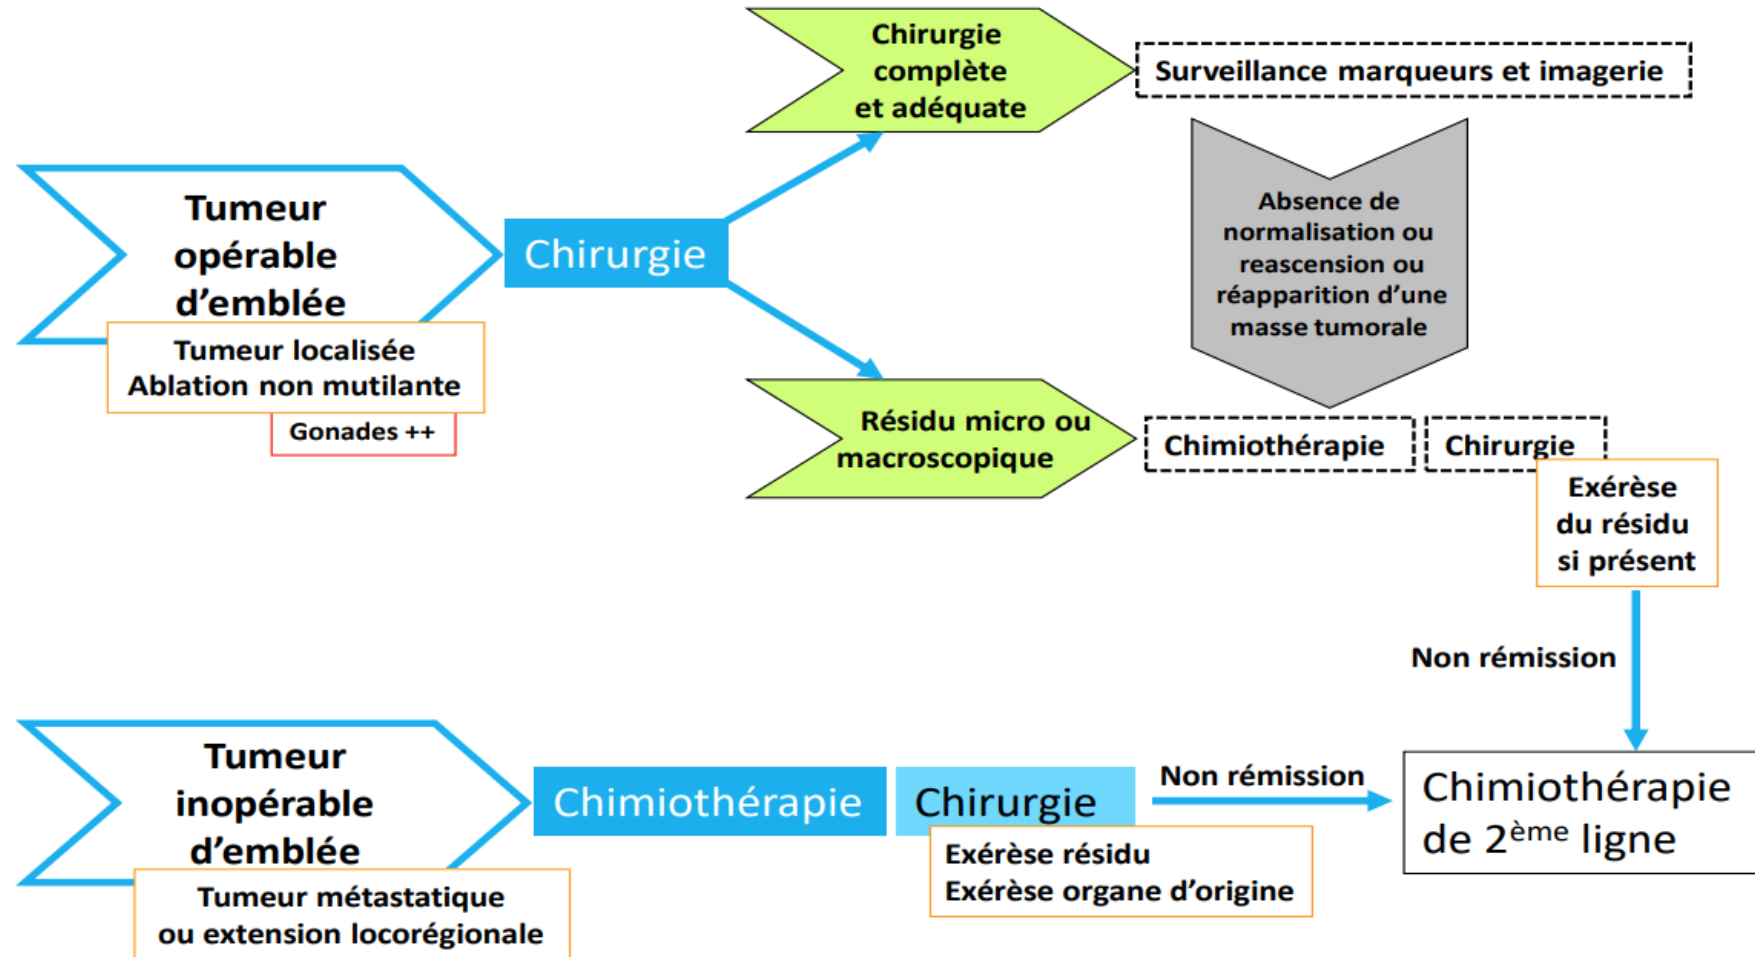 Chirurgie
complète
et adéquate
Surveillance marqueurs et imagerie
Tumeur
opérable
d'emblée
Tumeur localisée
Ablation non mutilante
Gonades ++
Chirurgie
Absence de
normalisation ou
reascension ou
réapparition d'une
masse tumorale
Résidu micro ou
macroscopique
Chimiothérapie
Chirurgie
Exérèse
du résidu
si présent
Non rémission
Tumeur
inopérable
d'emblée
Tumeur métastatique
ou extension locorégionale
Chimiothérapie
Chirurgie
Exérèse résidu
Exérèse organe d'origine
Non rémission
Chimiothérapie
de 2ème ligne